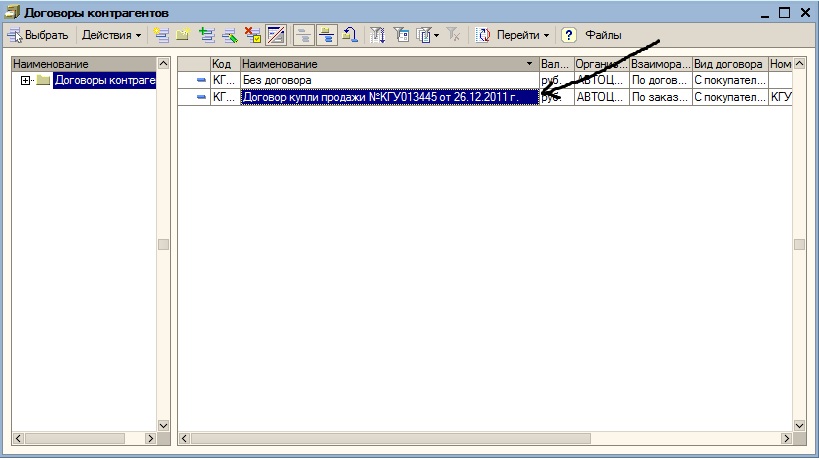 Договоры контрагентов
Выбрать Действия Перейти ? Файлы
Наименование
Договоры контраге
Код Наименование Вал... Органи... Взаимора... Вид договора Ном
КГ... Без договора руб. АВТОЦ... По догов... С покупател...
КГ... Договор купли продажи №КГУ013445 от 26.12.2011 г. руб. АВТОЦ... По заказ... С покупател... КГУ